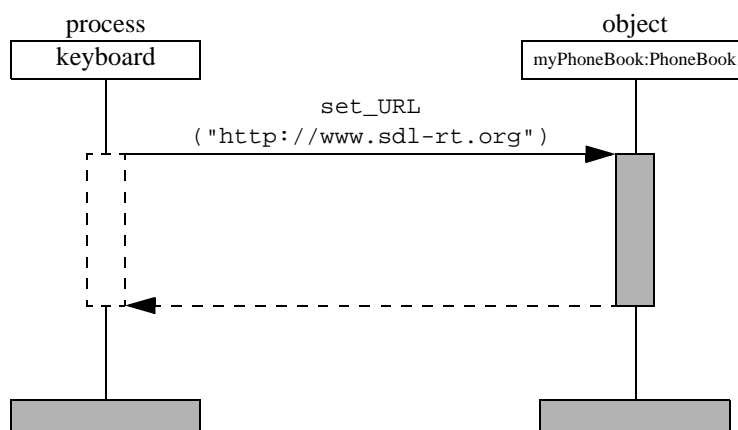 process
object
keyboard
myPhoneBook:PhoneBook
set_URL
("http://www.sdl-rt.org")